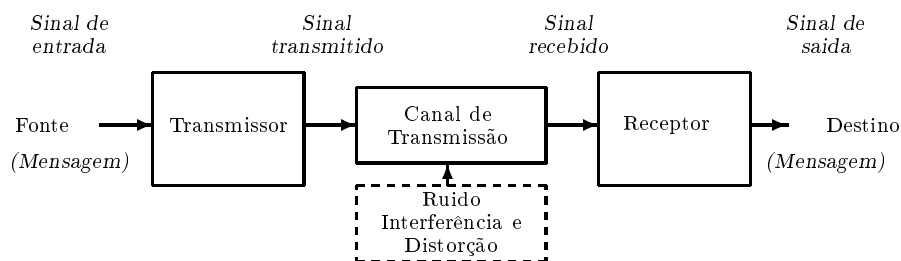 Sinal de
entrada
Sinal
transmitido
Sinal
recebido
Sinal de
saida
Fonte
(Mensagem)
Transmissor
Canal de
Transmissão
Receptor
Destino
(Mensagem)
Ruido
Interferência e
Distorção